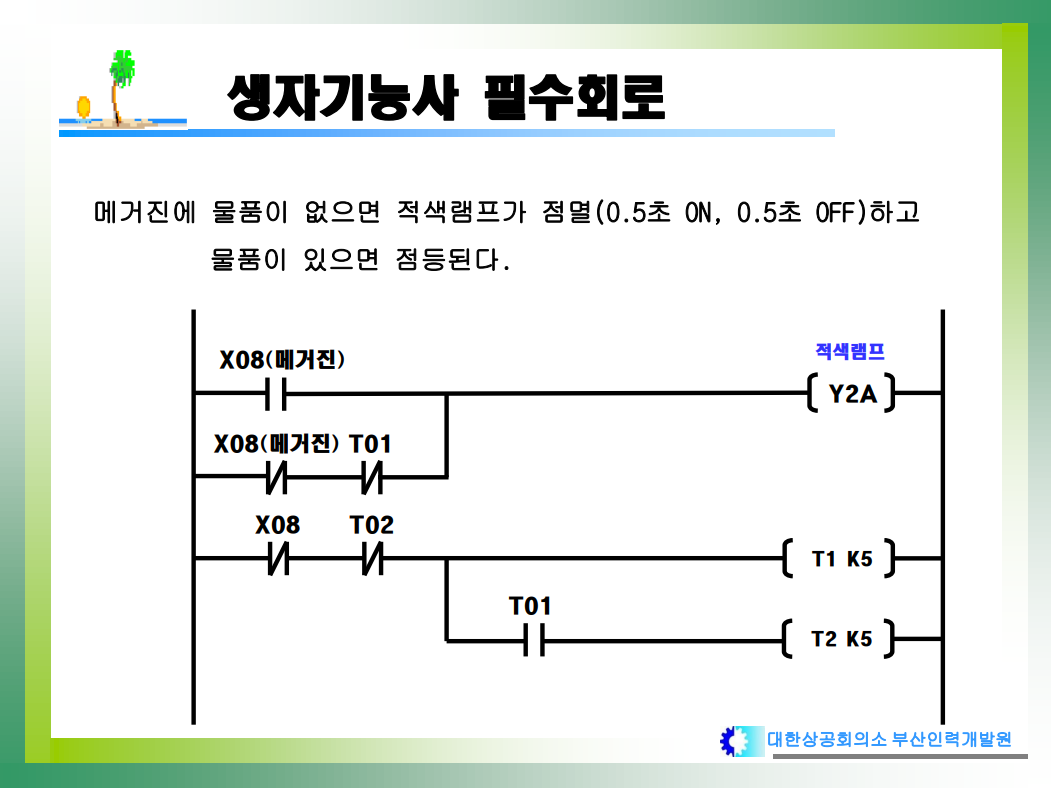 생자기능사 필수회로
메거진에 물품이 없으면 적색램프가 점멸(0.5초 ON, 0.5초 OFF)하고
물품이 있으면 점등된다.
적색램프
X08(메거진)
Y2A
X08(메거진) T01
X08 T02
T1 K5
T01
T2 K5
대한상공회의소 부산인력개발원